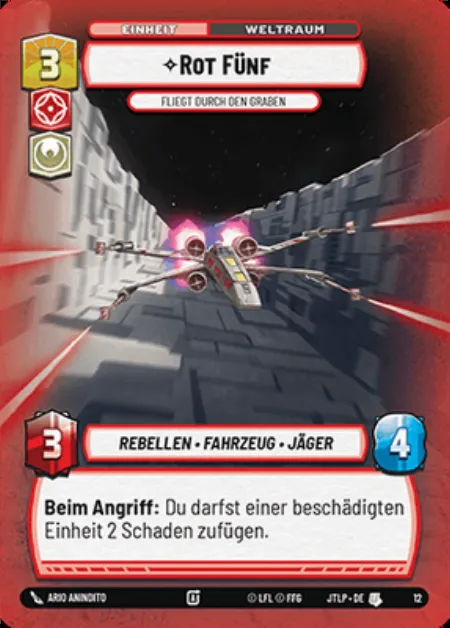 EINHEIT WELTRAUM
3
✧ROT FÜNF
FLIEGT DURCH DEN GRABEN
3
REBELLEN • FAHRZEUG • JÄGER
4
Beim Angriff: Du darfst einer beschädigten
Einheit 2 Schaden zufügen.
ARIO ANINDITO
© LFL © FFG
JTLP • DE
12